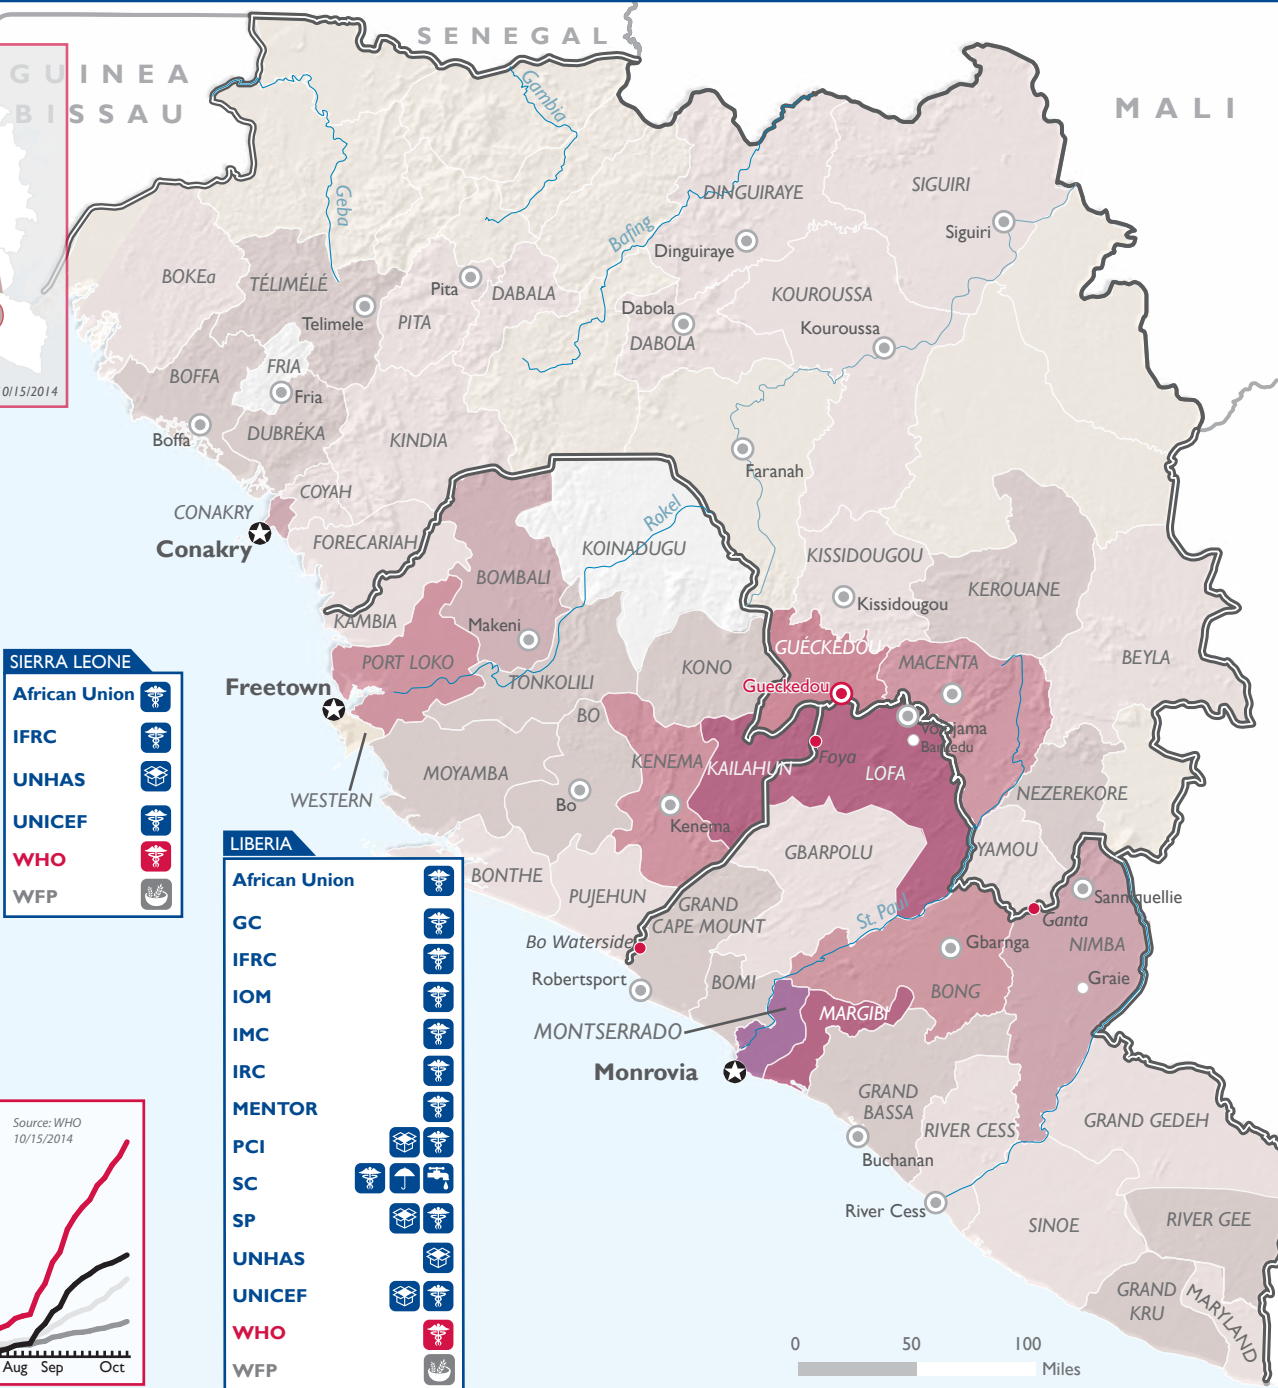 SENEGAL
GUINEA
BISSAU
MALI
Gambia
Geba
Bafing
DINGUIRAYE
SIGUIRI
Siguiri
Dinguiraye
BOKEa
TÉLIMÉLÉ
Pita
DABALA
KOUROUSSA
Telimele
PITA
Dabola
DABOLA
Kouroussa
FRIA
Fria
BOFFA
0/15/2014
Boffa
DUBRÉKA
KINDIA
Faranah
COYAH
CONAKRY
Conakry
FORECARIAH
Rokel
KOINADUGU
KISSIDOUGOU
BOMBALI
KEROUANE
Kissidougou
KAMBIA
Makeni
GUÉCKEDOU
PORT LOKO
KONO
MACENTA
BEYLA
TONKOLILI
Gueckedou
Freetown
BO
Voinjama
Barkedu
Foya
KENEMA
KAILAHUN
LOFA
MOYAMBA
WESTERN
Bo
Kenema
NEZEREKORE
GBARPOLU
YAMOU
BONTHE
PUJEHUN
GRAND
CAPE MOUNT
St. Paul
Sanniquellie
Ganta
NIMBA
Bo Waterside
Gbarnga
Robertsport
BOMI
BONG
Graie
MONTSERRADO
MARGIBI
Monrovia
GRAND
BASSA
RIVER CESS
GRAND GEDEH
Buchanan
River Cess
SINOE
RIVER GEE
GRAND
KRU
MARYLAND
SIERRA LEONE
African Union
IFRC
UNHAS
UNICEF
WHO
WFP
LIBERIA
African Union
GC
IFRC
IOM
IMC
IRC
MENTOR
PCI
SC
SP
UNHAS
UNICEF
WHO
WFP
Source: WHO
10/15/2014
Aug Sep Oct
0 50 100
Miles